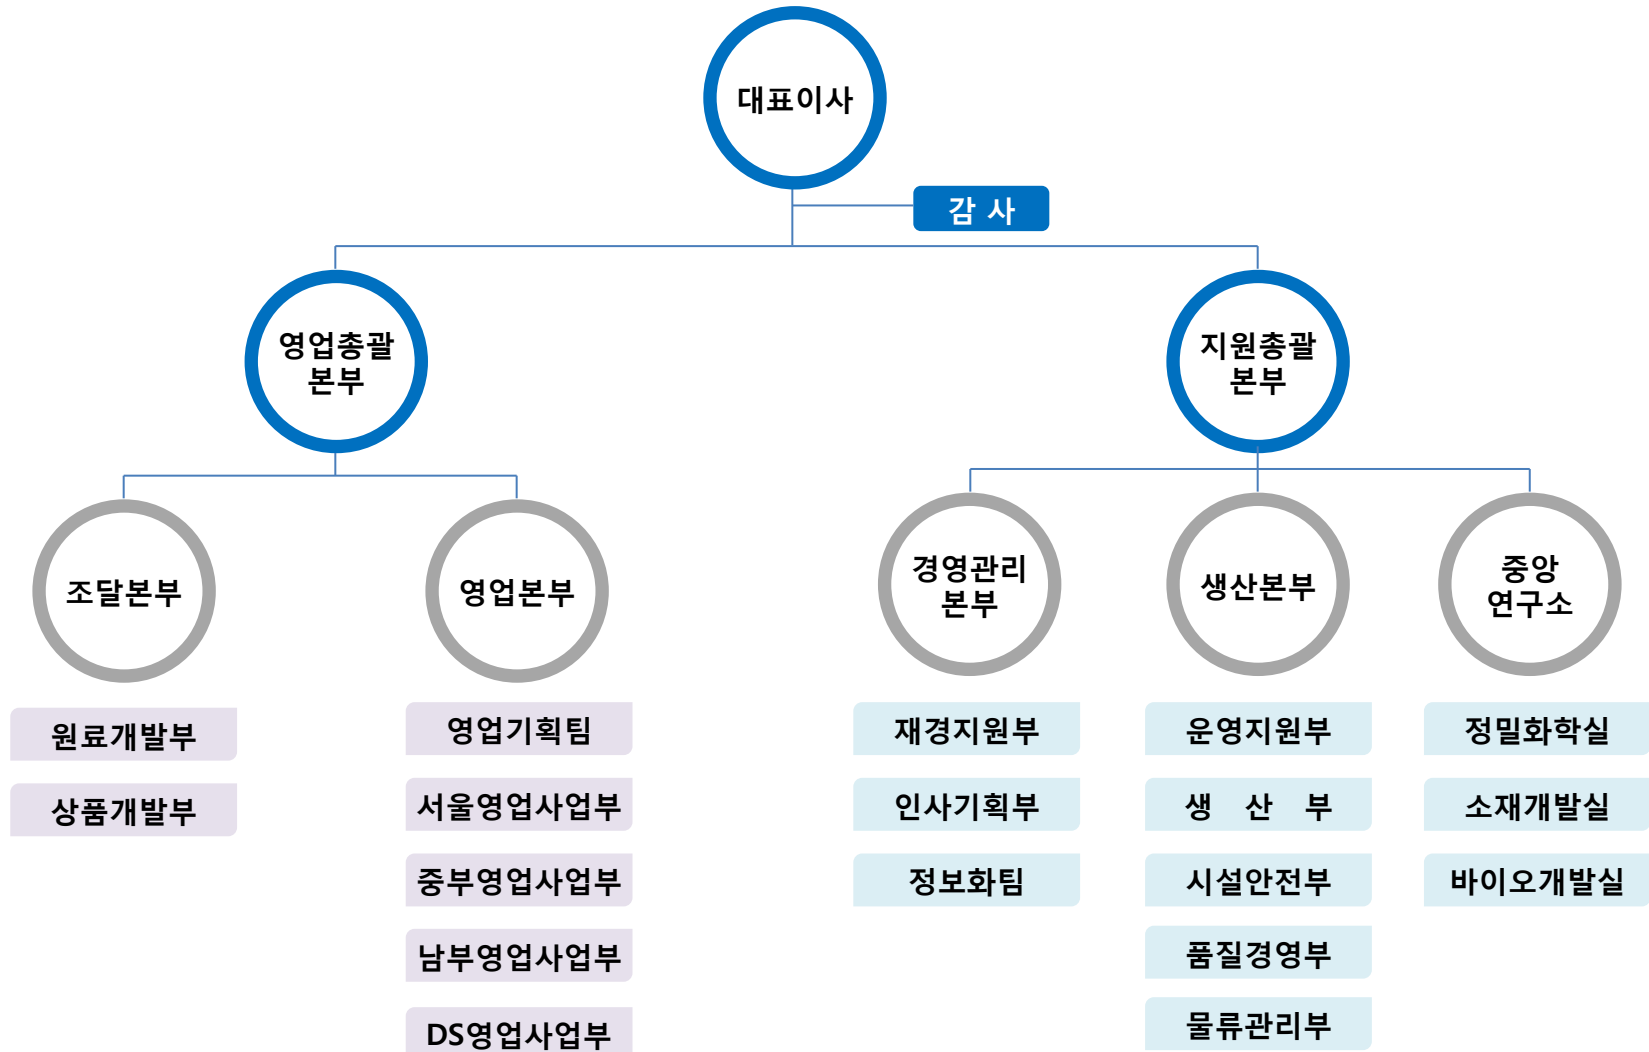 대표이사
감 사
영업총괄
본부
지원총괄
본부
조달본부
영업본부
경영관리
본부
생산본부
중앙
연구소
원료개발부
상품개발부
영업기획팀
서울영업사업부
중부영업사업부
남부영업사업부
DS영업사업부
재경지원부
인사기획부
정보화팀
운영지원부
생 산 부
시설안전부
품질경영부
물류관리부
정밀화학실
소재개발실
바이오개발실